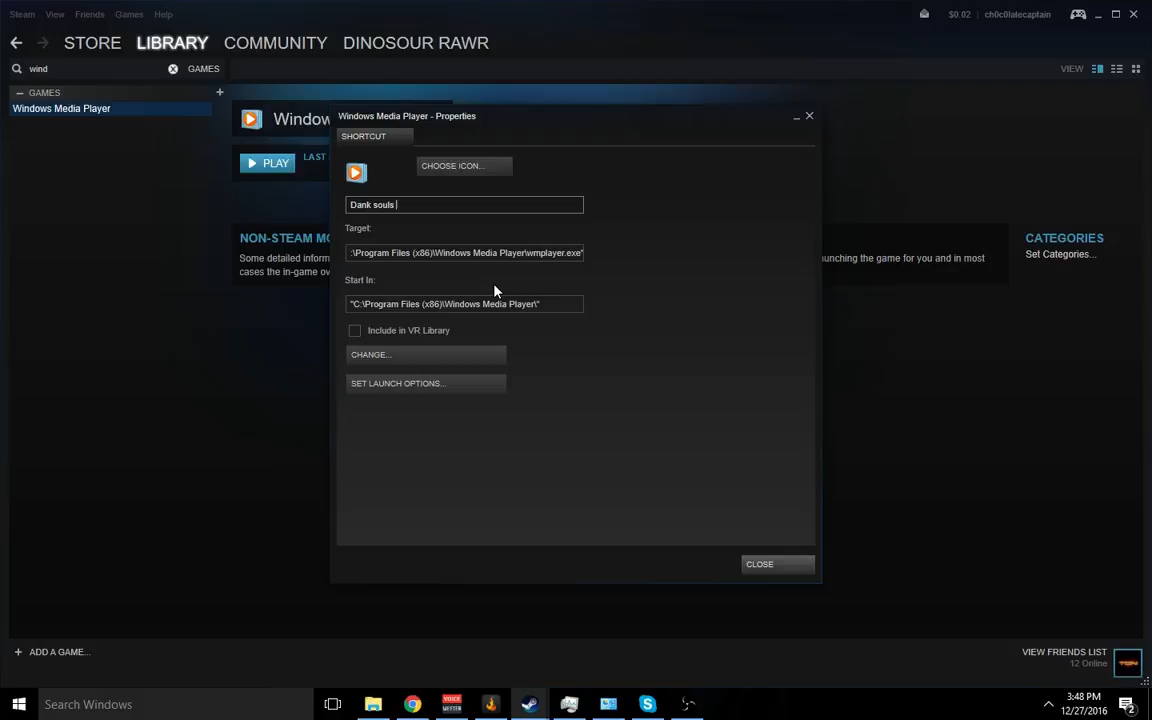 Steam View Friends Games Help
$0.02 ch0c0latecaptain
STORE LIBRARY COMMUNITY DINOSOUR RAWR
wind GAMES
VIEW
GAMES
Windows Media Player
Window
PLAY LAST
Windows Media Player - Properties
SHORTCUT
CHOOSE ICON...
Dank souls
Target:
:\Program Files (x86)\Windows Media Player\wmplayer.exe"
Start In:
"C:\Program Files (x86)\Windows Media Player\"
Include in VR Library
CHANGE...
SET LAUNCH OPTIONS...
CLOSE
NON-STEAM
Some detailed inform
cases the in-game ov
unching the game for you and in most
CATEGORIES
Set Categories...
+ ADD A GAME...
VIEW FRIENDS LIST
12 Online
Search Windows
VOICE
3:48 PM
12/27/2016
2